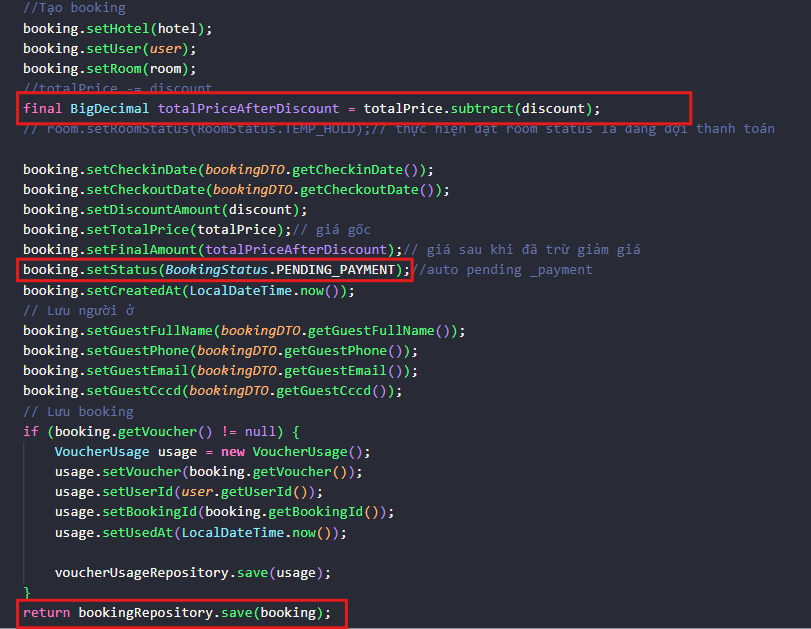 //Tạo booking
booking.setHotel(hotel);
booking.setUser(user);
booking.setRoom(room);
//totalPrice -= discount
final BigDecimal totalPriceAfterDiscount = totalPrice.subtract(discount);
// room.setRoomStatus(RoomStatus.TEMP_HOLD);// thực hiện đặt room status là đang đợi thanh toán
booking.setCheckinDate(bookingDTO.getCheckinDate());
booking.setCheckoutDate(bookingDTO.getCheckoutDate());
booking.setDiscountAmount(discount);
booking.setTotalPrice(totalPrice);// giá gốc
booking.setFinalAmount(totalPriceAfterDiscount);// giá sau khi đã trừ giảm giá
booking.setStatus(BookingStatus.PENDING_PAYMENT);//auto pending _payment
booking.setCreatedAt(LocalDateTime.now());
// Lưu người ở
booking.setGuestFullName(bookingDTO.getGuestFullName());
booking.setGuestPhone(bookingDTO.getGuestPhone());
booking.setGuestEmail(bookingDTO.getGuestEmail());
booking.setGuestCccd(bookingDTO.getGuestCccd());
// Lưu booking
if (booking.getVoucher() != null) {
VoucherUsage usage = new VoucherUsage();
usage.setVoucher(booking.getVoucher());
usage.setUserId(user.getUserId());
usage.setBookingId(booking.getBookingId());
usage.setUsedAt(LocalDateTime.now());
voucherUsageRepository.save(usage);
}
return bookingRepository.save(booking);